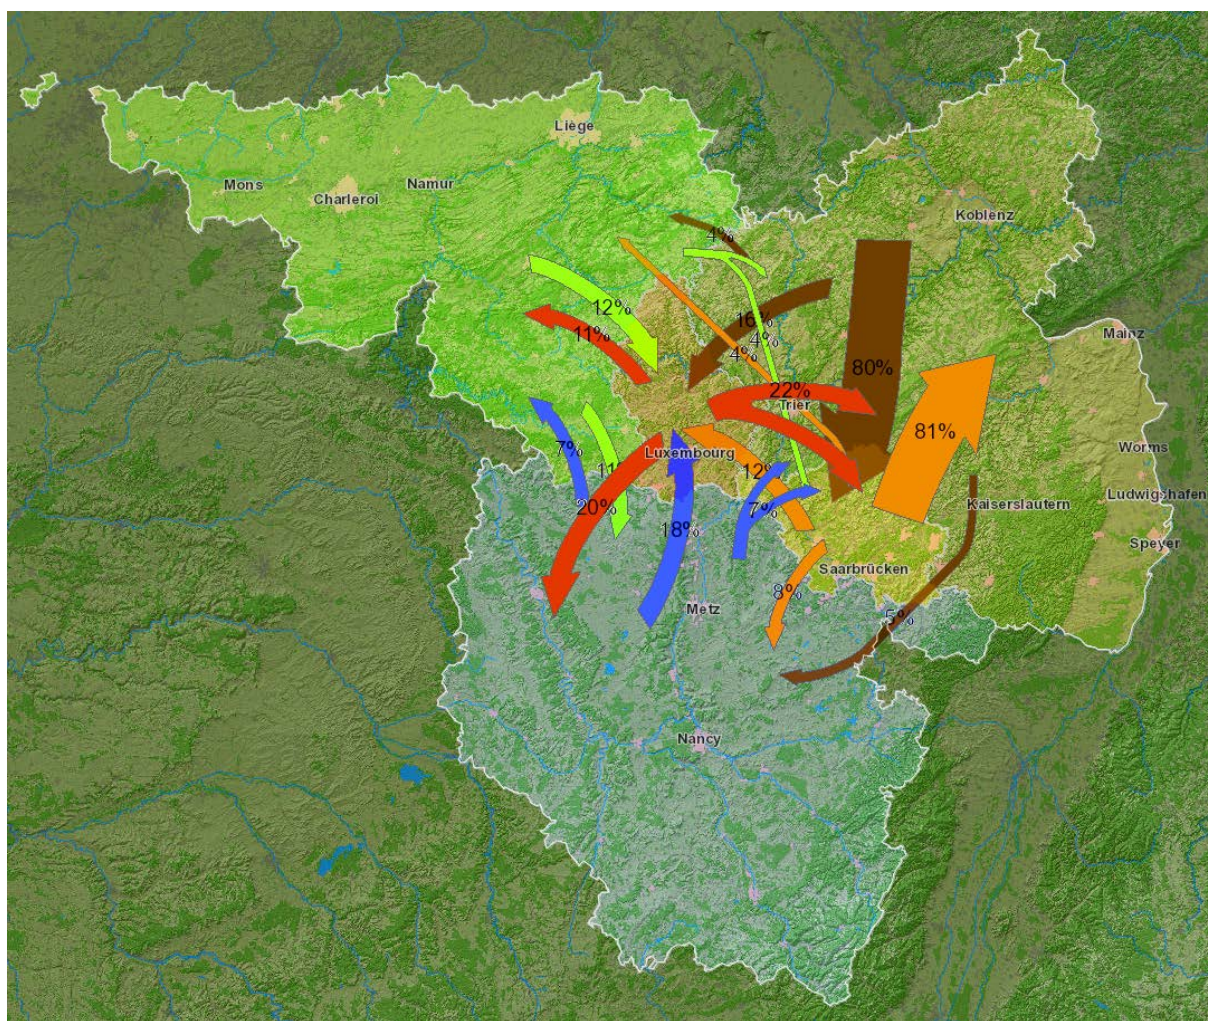 Liège
Mons
Namur
Charleroi
Koblenz
4%
12%
16%
11%
4%
4%
Mainz
80%
22%
Trier
81%
7%
Luxembourg
Worms
11%
12%
Ludwigshafen
20%
7%
Kaiserslautern
18%
Speyer
Saarbrücken
8%
Metz
5%
Nancy